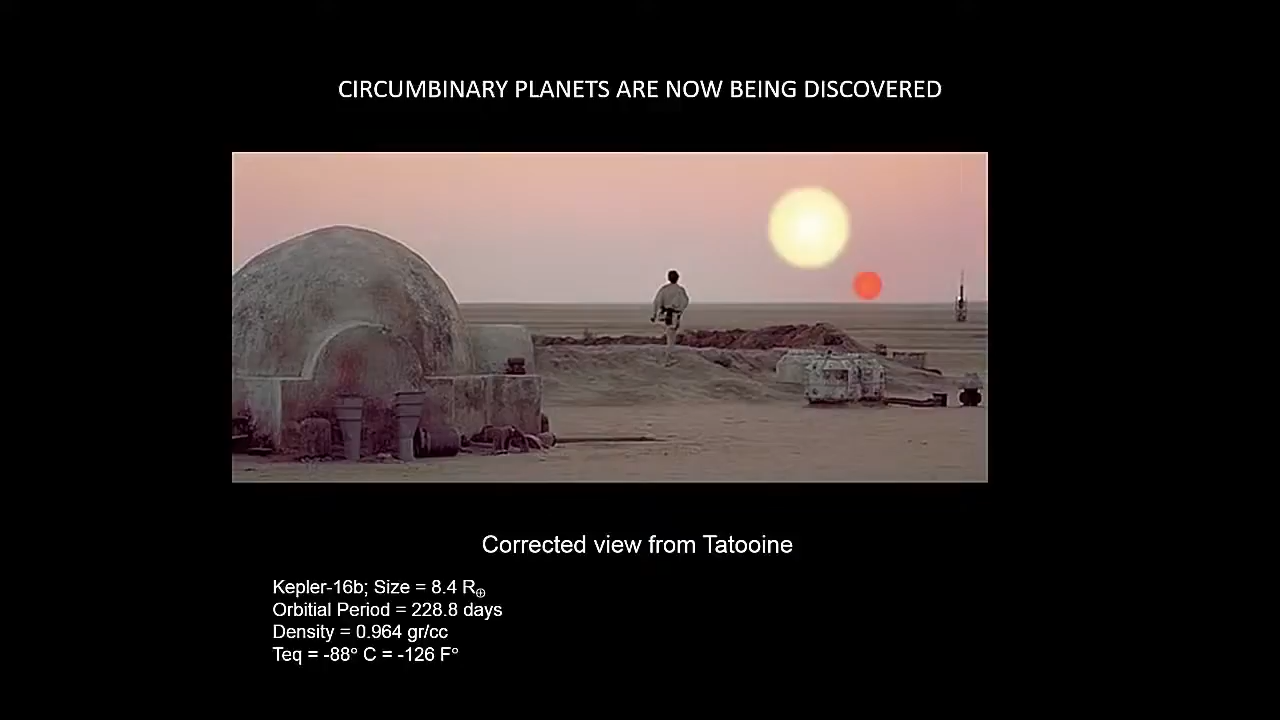 CIRCUMBINARY PLANETS ARE NOW BEING DISCOVERED
Corrected view from Tatooine
Kepler-16b; Size = 8.4 R⊕
Orbitial Period = 228.8 days
Density = 0.964 gr/cc
Teq = -88° C = -126 F°